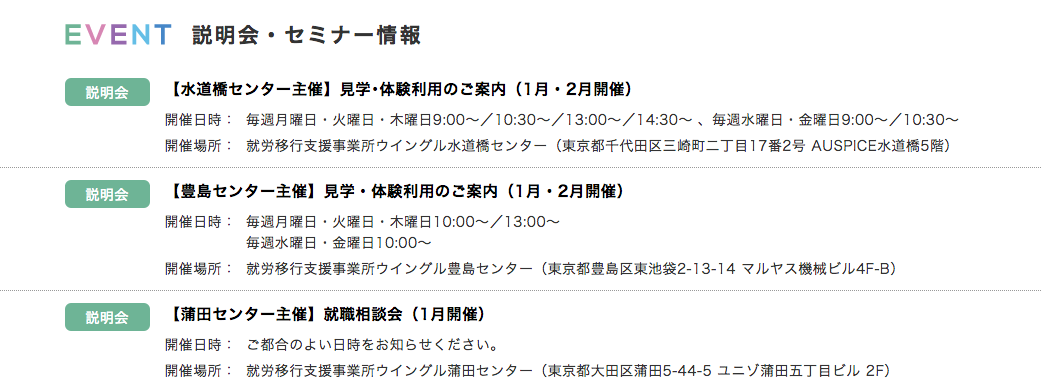 EVENT 説明会・セミナー情報
説明会 【水道橋センター主催】見学・体験利用のご案内（1月・2月開催）
開催日時： 毎週月曜日・火曜日・木曜日9:00～／10:30～／13:00～／14:30～ 、毎週水曜日・金曜日9:00～／10:30～
開催場所： 就労移行支援事業所ウイングル水道橋センター（東京都千代田区三崎町二丁目17番2号 AUSPICE水道橋5階）
説明会 【豊島センター主催】見学・体験利用のご案内（1月・2月開催）
開催日時： 毎週月曜日・火曜日・木曜日10:00～／13:00～
毎週水曜日・金曜日10:00～
開催場所： 就労移行支援事業所ウイングル豊島センター（東京都豊島区東池袋2-13-14 マルヤス機械ビル4F-B）
説明会 【蒲田センター主催】就職相談会（1月開催）
開催日時： ご都合のよい日時をお知らせください。
開催場所： 就労移行支援事業所ウイングル蒲田センター（東京都大田区蒲田5-44-5 ユニゾ蒲田五丁目ビル 2F）